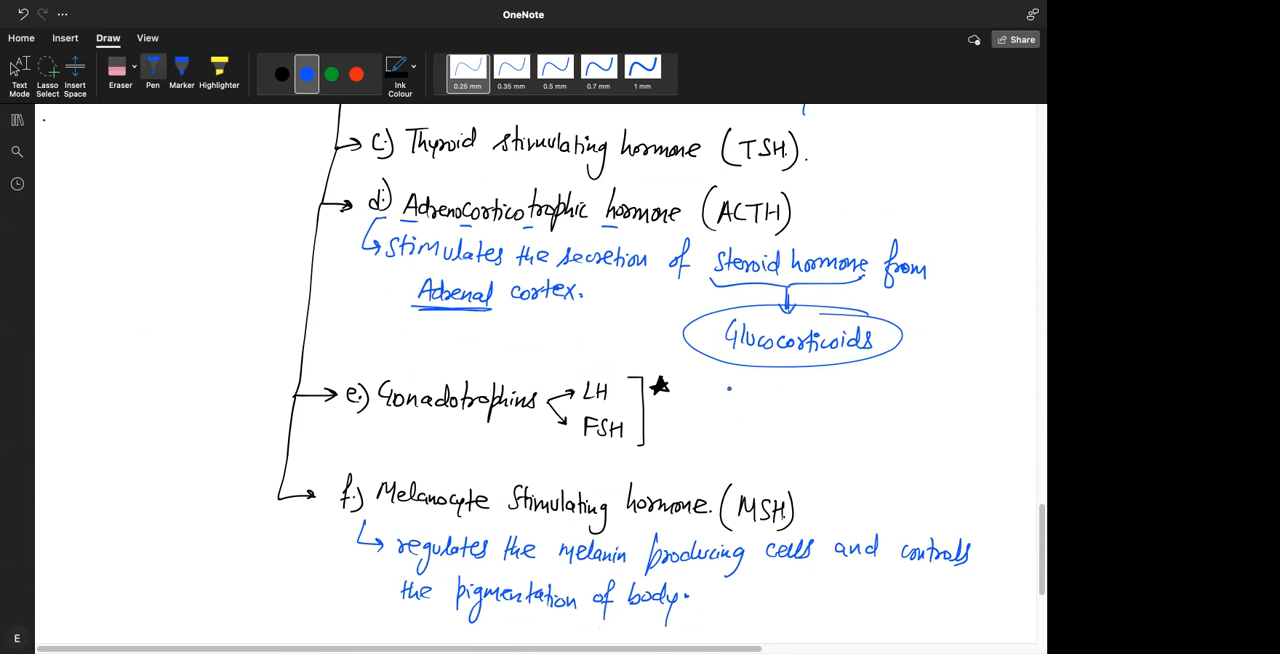 OneNote
Home Insert Draw View
Share
Text Mode
Lasso Select
Insert Space
Eraser
Pen
Marker
Highlighter
Ink Colour
0.25 mm
0.35 mm
0.5 mm
0.7 mm
1 mm
c.) Thyroid stimulating hormone (TSH).
d.) Adrenocorticotrophic hormone (ACTH)
stimulates the secretion of steroid hormone from
Adrenal cortex.
Glucocorticoids
e.) Gonadotrophins
LH
FSH
f.) Melanocyte stimulating hormone. (MSH)
regulates the melanin producing cells and controls
the pigmentation of body.
E